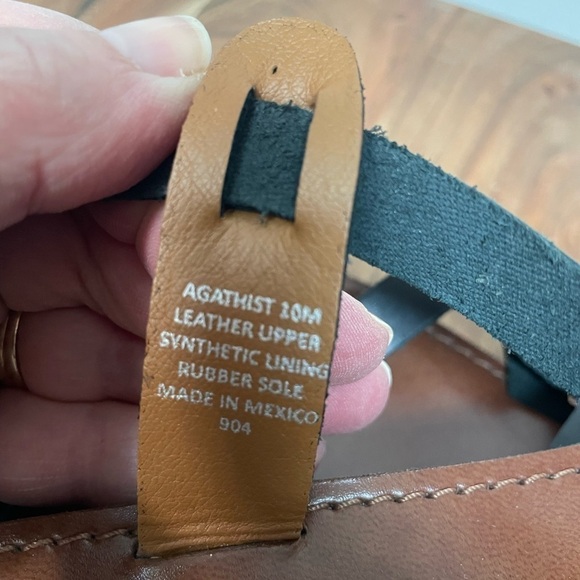 AGATHIST 10M
LEATHER UPPER
SYNTHETIC LINING
RUBBER SOLE
MADE IN MEXICO
904